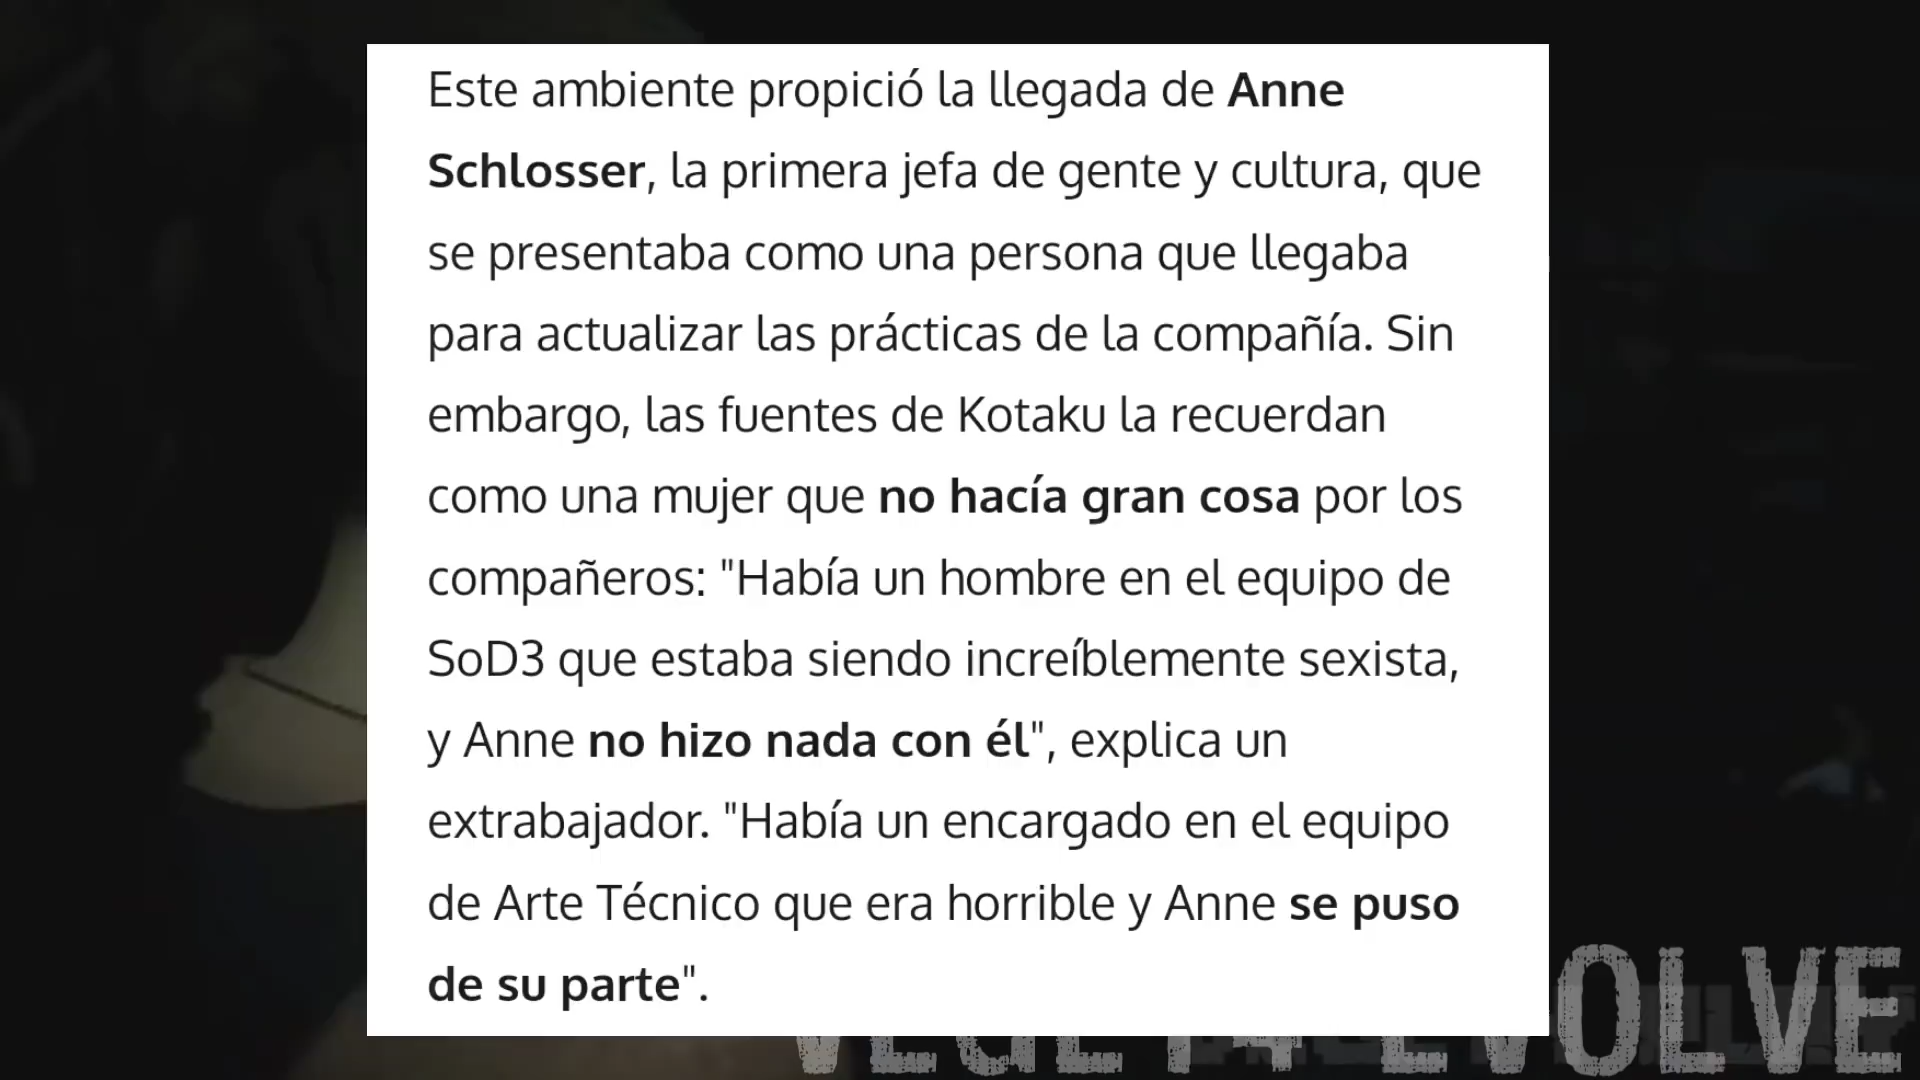 Este ambiente propició la llegada de Anne
Schlosser, la primera jefa de gente y cultura, que
se presentaba como una persona que llegaba
para actualizar las prácticas de la compañía. Sin
embargo, las fuentes de Kotaku la recuerdan
como una mujer que no hacía gran cosa por los
compañeros: "Había un hombre en el equipo de
SoD3 que estaba siendo increíblemente sexista,
y Anne no hizo nada con él", explica un
extrabajador. "Había un encargado en el equipo
de Arte Técnico que era horrible y Anne se puso
de su parte".
EVOLVE